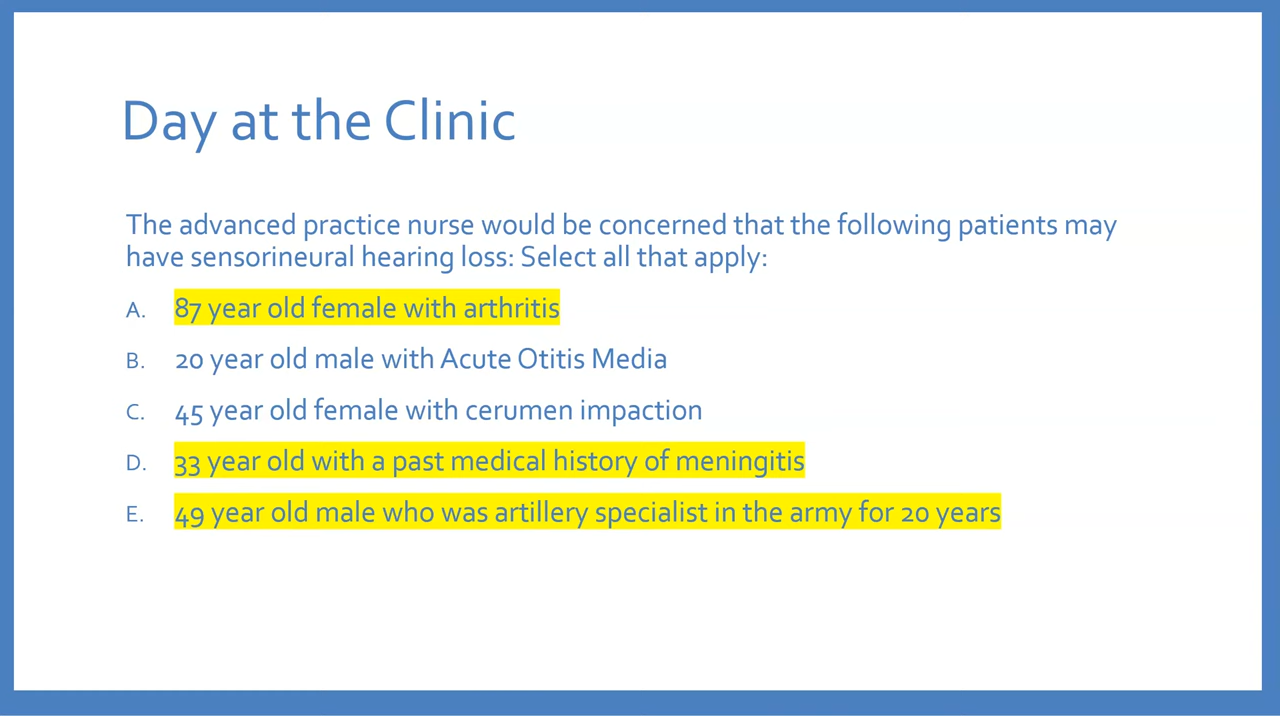 Day at the Clinic
The advanced practice nurse would be concerned that the following patients may
have sensorineural hearing loss: Select all that apply:
A. 87 year old female with arthritis
B. 20 year old male with Acute Otitis Media
C. 45 year old female with cerumen impaction
D. 33 year old with a past medical history of meningitis
E. 49 year old male who was artillery specialist in the army for 20 years